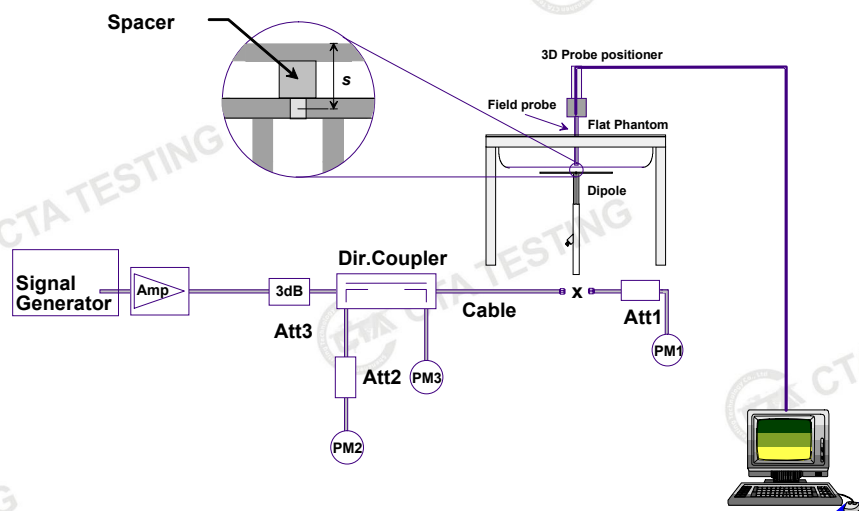 Spacer
s
3D Probe positioner
Field probe
Flat Phantom
Dipole
CTA TESTING
CTA TESTING
Signal
Generator
Amp
3dB
Att3
Dir.Coupler
Cable
x
Att1
PM1
Att2
PM3
PM2
CTA
CT
G